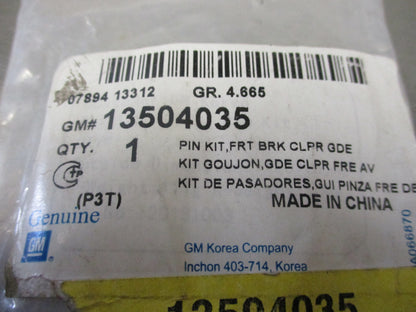 07894 13312 GR. 4.665
GM# 13504035
QTY. 1 PIN KIT,FRT BRK CLPR GDE
KIT GOUJON,GDE CLPR FRE AV
KIT DE PASADORES,GUI PINZA FRE DE
(P3T) MADE IN CHINA
Genuine
GM
GM Korea Company
Inchon 403-714, Korea
A066870
13504035